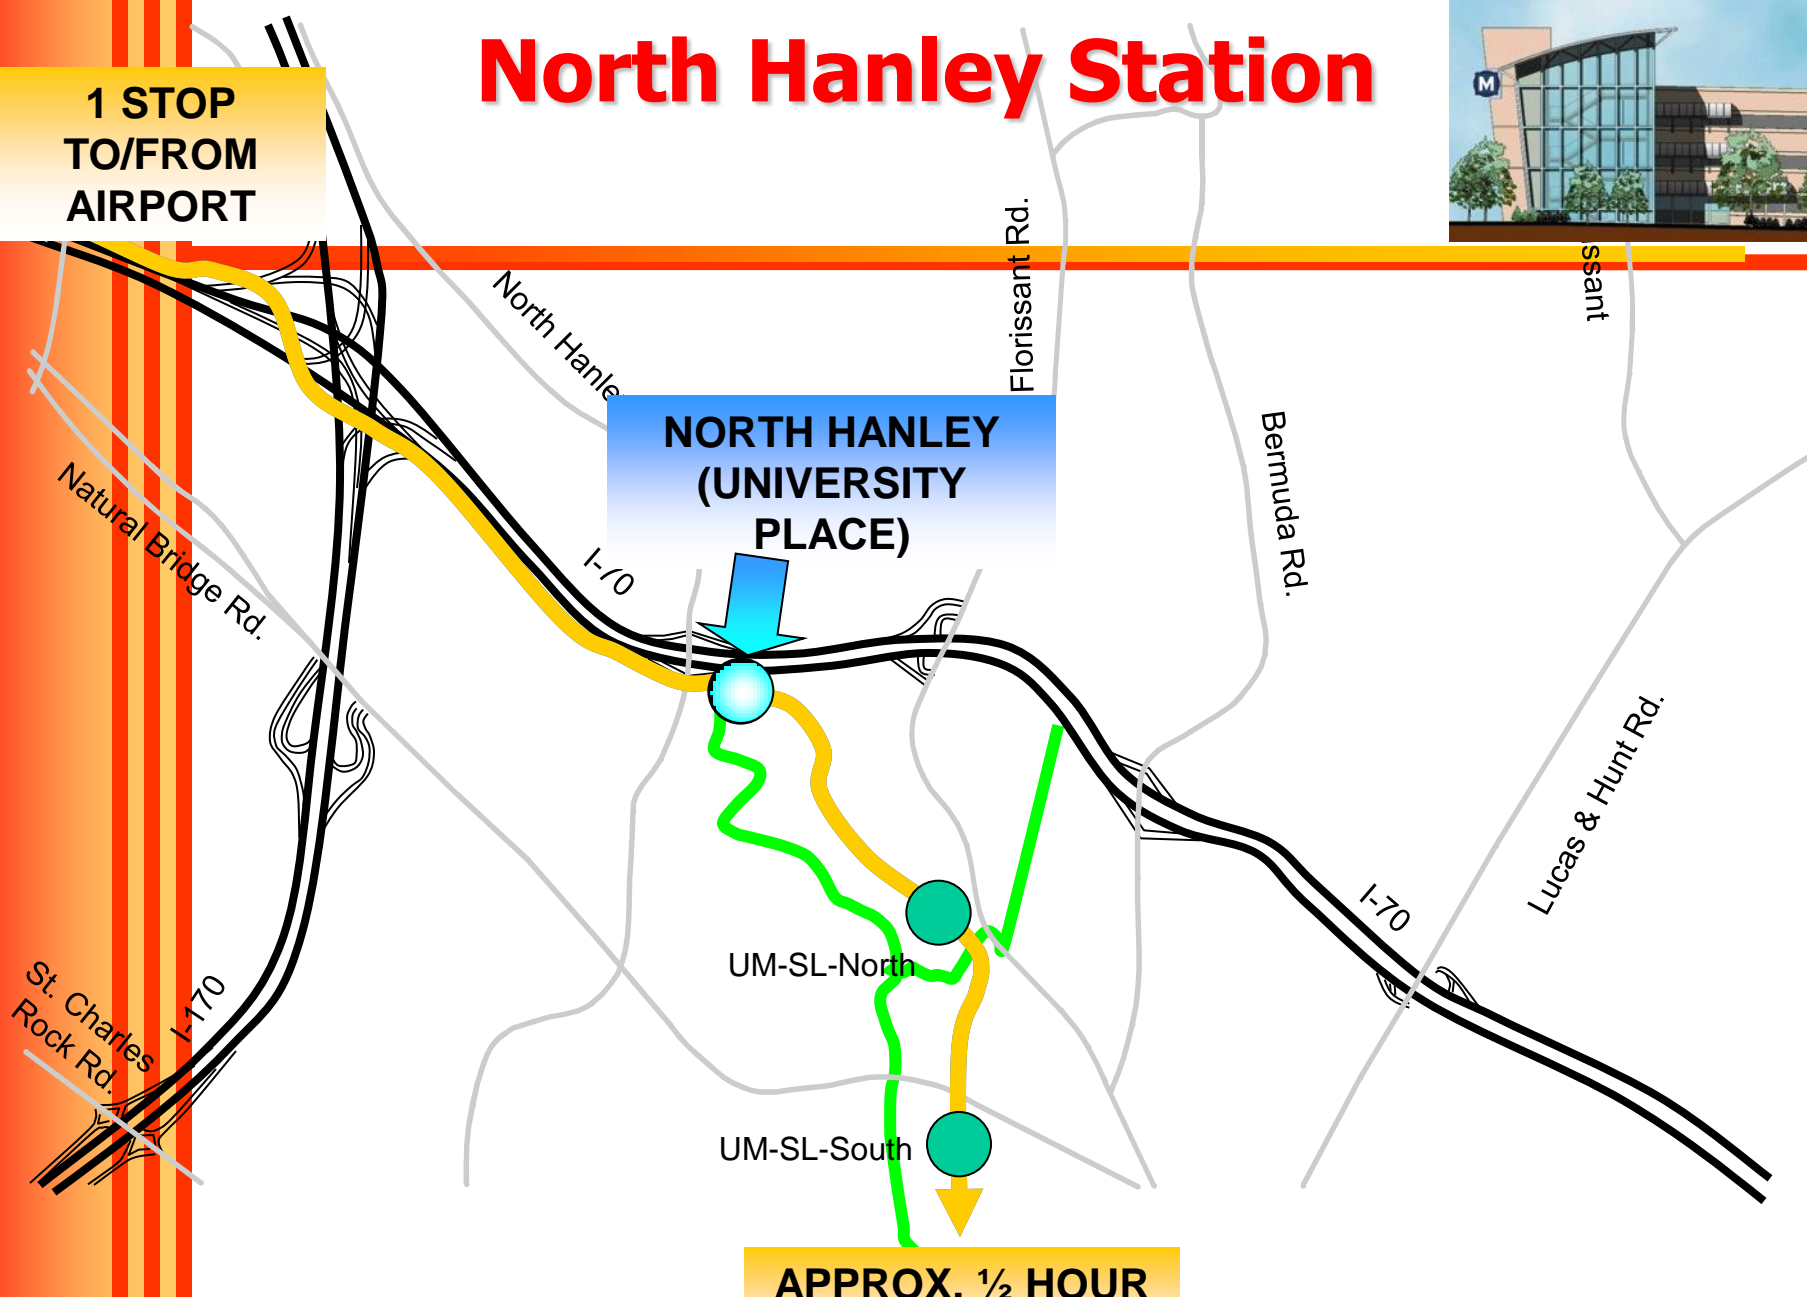 North Hanley Station
M
1 STOP
TO/FROM
AIRPORT
Florissant Rd.
ssant
North Hanle
NORTH HANLEY
(UNIVERSITY
PLACE)
Bermuda Rd.
Natural Bridge Rd.
I-70
Lucas & Hunt Rd.
I-70
UM-SL-North
St. Charles
Rock Rd.
I-170
UM-SL-South
APPROX. ½ HOUR